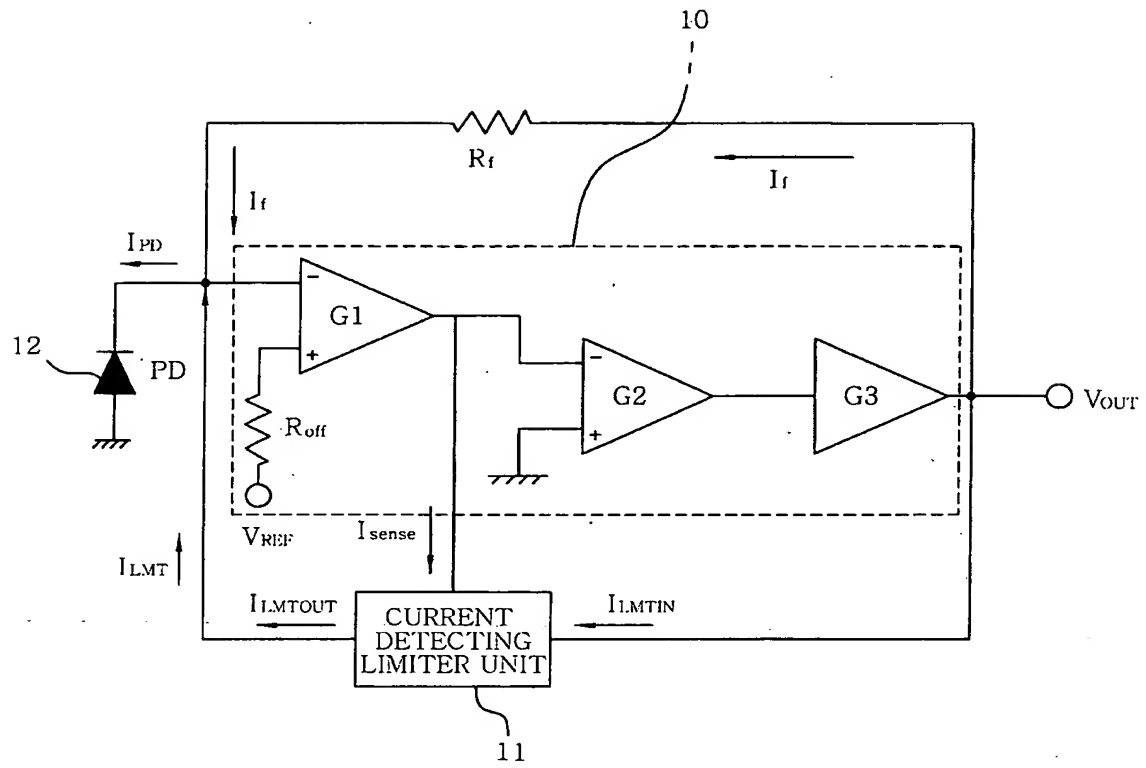 10
Rf
If
If
IPD
−
G1
12
PD
+
−
G2
G3
VOUT
Roff
+
VREF
Isense
ILMT
ILMTOUT
ILMTIN
CURRENT
DETECTING
LIMITER UNIT
11